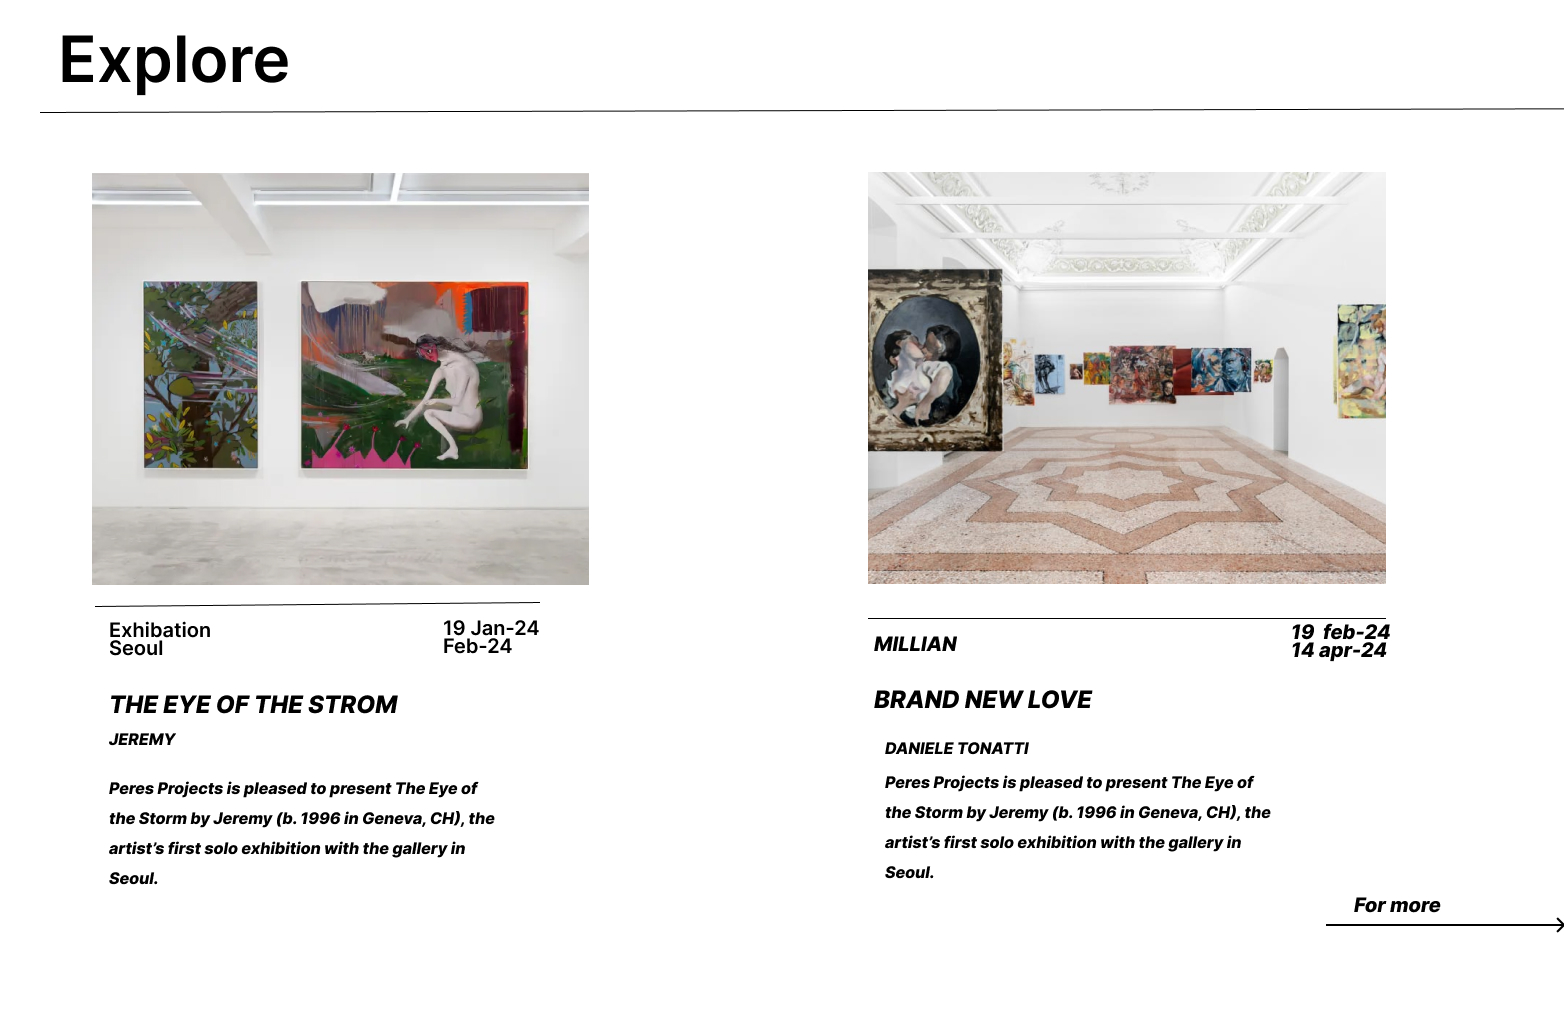 Explore
Exhibation
Seoul
19 Jan-24
Feb-24
THE EYE OF THE STROM
JEREMY
Peres Projects is pleased to present The Eye of
the Storm by Jeremy (b. 1996 in Geneva, CH), the
artist’s first solo exhibition with the gallery in
Seoul.
MILLIAN
19 feb-24
14 apr-24
BRAND NEW LOVE
DANIELE TONATTI
Peres Projects is pleased to present The Eye of
the Storm by Jeremy (b. 1996 in Geneva, CH), the
artist’s first solo exhibition with the gallery in
Seoul.
For more